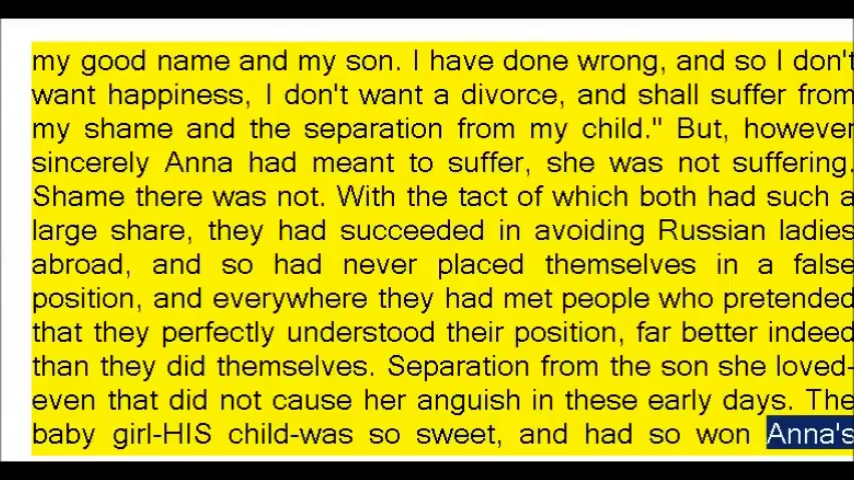 my good name and my son. I have done wrong, and so I don't
want happiness, I don't want a divorce, and shall suffer from
my shame and the separation from my child." But, however
sincerely Anna had meant to suffer, she was not suffering.
Shame there was not. With the tact of which both had such a
large share, they had succeeded in avoiding Russian ladies
abroad, and so had never placed themselves in a false
position, and everywhere they had met people who pretended
that they perfectly understood their position, far better indeed
than they did themselves. Separation from the son she loved-
even that did not cause her anguish in these early days. The
baby girl-HIS child-was so sweet, and had so won Anna's